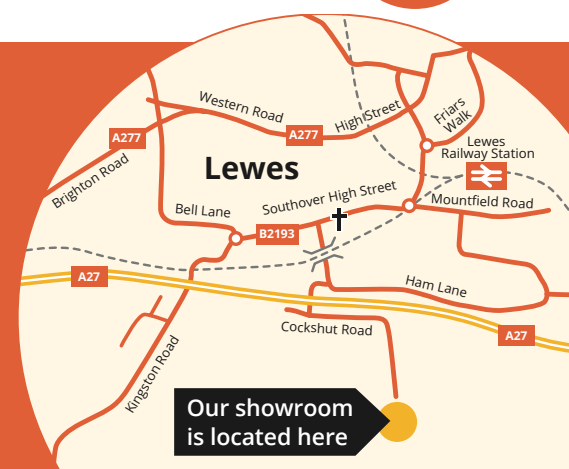 Western Road
High Street
Friars
Walk
A277
A277
Lewes
Railway Station
Lewes
Brighton Road
Southover High Street
Mountfield Road
Bell Lane
B2193
A27
Ham Lane
Cockshut Road
A27
Kingston Road
Our showroom
is located here